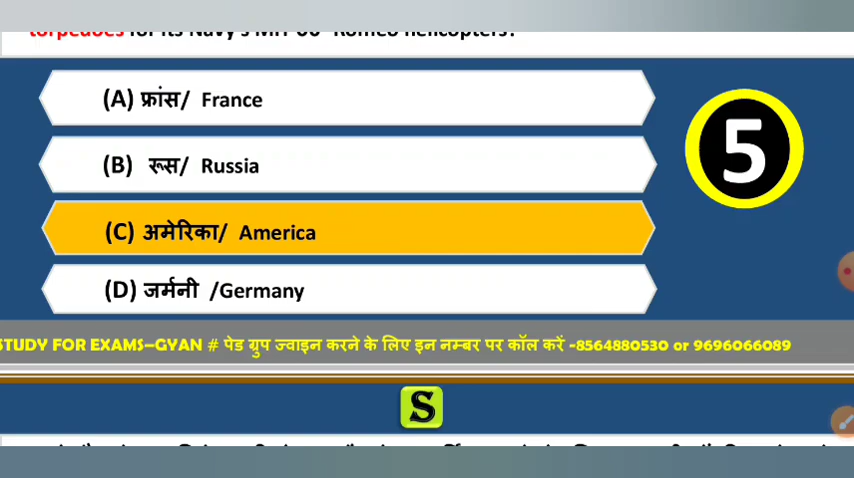 torpedoes for its Navy's MH-60 Romeo helicopters?
(A) फ्रांस/ France
(B) रूस/ Russia
(C) अमेरिका/ America
(D) जर्मनी /Germany
5
STUDY FOR EXAMS–GYAN # पेड ग्रुप ज्वाइन करने के लिए इन नम्बर पर कॉल करें -8564880530 or 9696066089
S